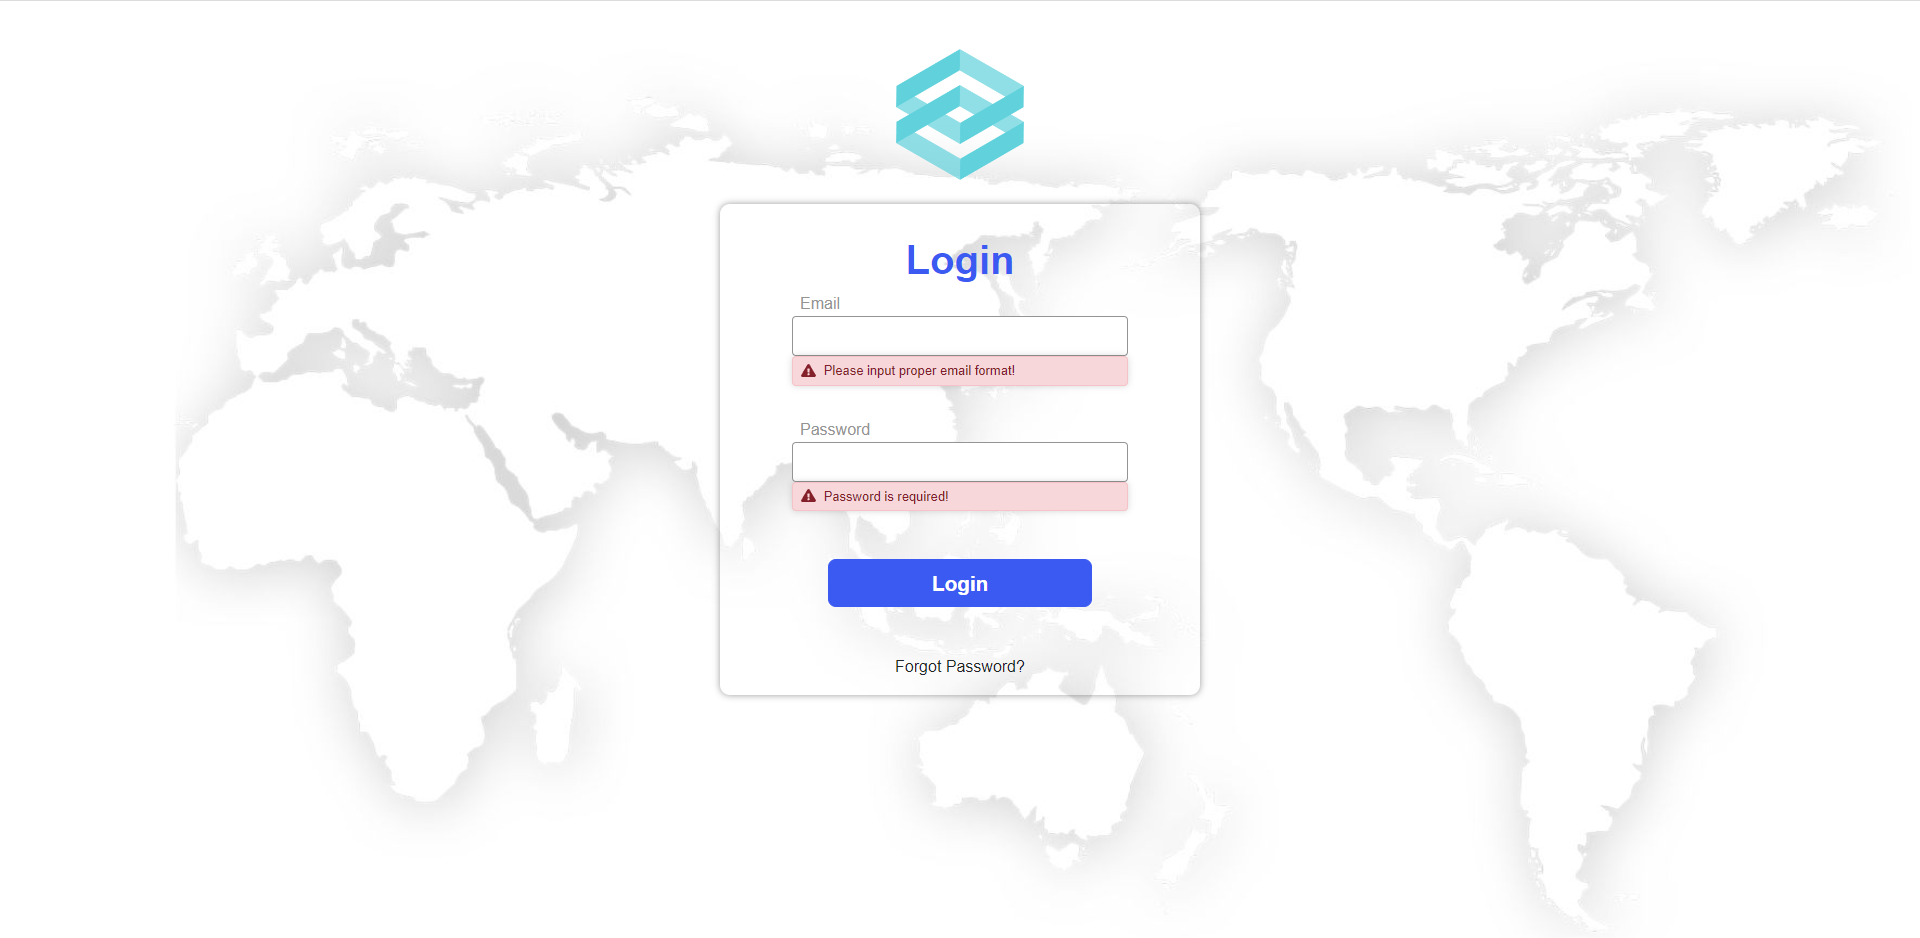 Login
Email
Please input proper email format!
Password
Password is required!
Login
Forgot Password?